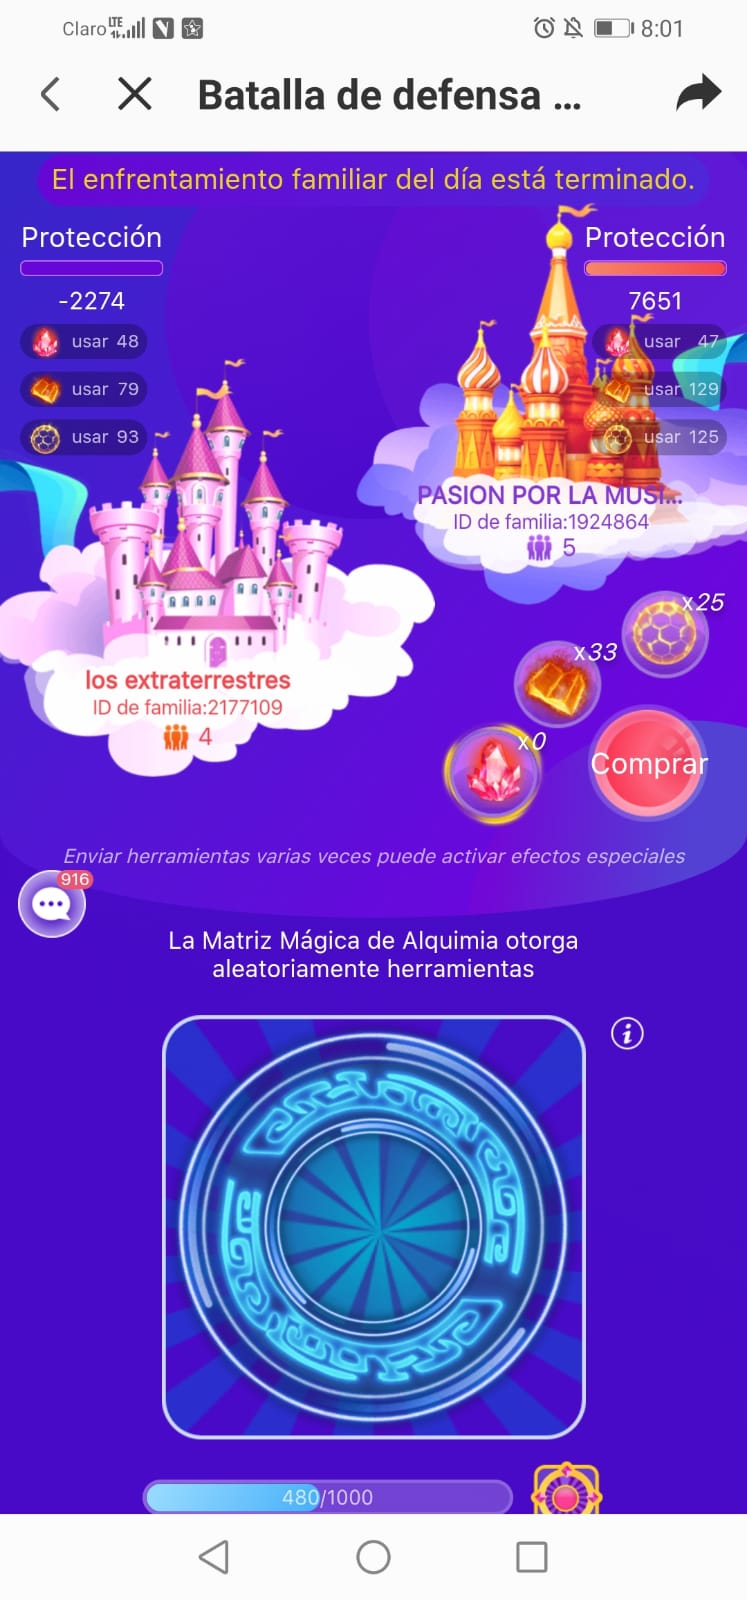 Claro LTE 8:01
Batalla de defensa ...
El enfrentamiento familiar del día está terminado.
Protección
-2274
usar 48
usar 79
usar 93
Protección
7651
usar 47
usar 129
usar 125
PASION POR LA MUSI...
ID de familia:1924864
5
los extraterrestres
ID de familia:2177109
4
x25
x33
x0
Comprar
Enviar herramientas varias veces puede activar efectos especiales
916
La Matriz Mágica de Alquimia otorga
aleatoriamente herramientas
480/1000